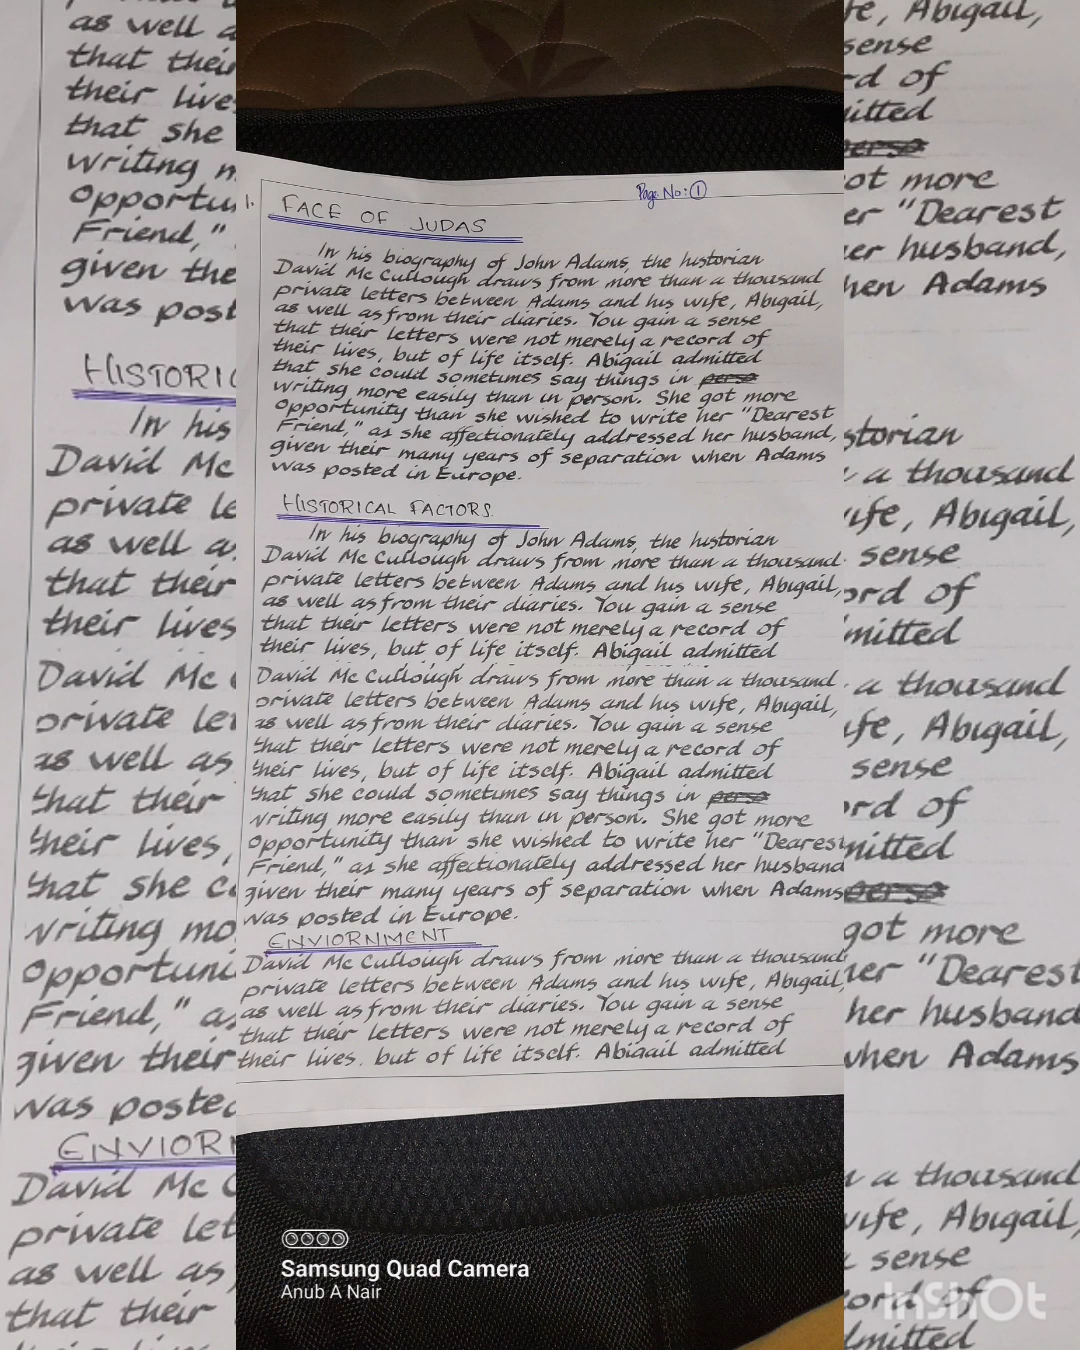 Page No: 1
1.
FACE OF JUDAS
In his biography of John Adams, the historian
David Mc Cullough draws from more than a thousand
private letters between Adams and his wife, Abigail,
as well as from their diaries. You gain a sense
that their letters were not merely a record of
their lives, but of life itself. Abigail admitted
that she could sometimes say things in perso
writing more easily than in person. She got more
opportunity than she wished to write her "Dearest
Friend," as she affectionately addressed her husband,
given their many years of separation when Adams
was posted in Europe.
HISTORICAL FACTORS
In his biography of John Adams, the historian
David Mc Cullough draws from more than a thousand
private letters between Adams and his wife, Abigail,
as well as from their diaries. You gain a sense
that their letters were not merely a record of
their lives, but of life itself. Abigail admitted
David Mc Cullough draws from more than a thousand
private letters between Adams and his wife, Abigail,
as well as from their diaries. You gain a sense
that their letters were not merely a record of
their lives, but of life itself. Abigail admitted
that she could sometimes say things in perso
writing more easily than in person. She got more
opportunity than she wished to write her "Dearest
Friend," as she affectionately addressed her husband
given their many years of separation when Adams
was posted in Europe.
ENVIORNMENT
David Mc Cullough draws from more than a thousand
private letters between Adams and his wife, Abigail,
as well as from their diaries. You gain a sense
that their letters were not merely a record of
their lives, but of life itself. Abigail admitted
Samsung Quad Camera
Anub A Nair
InShOt